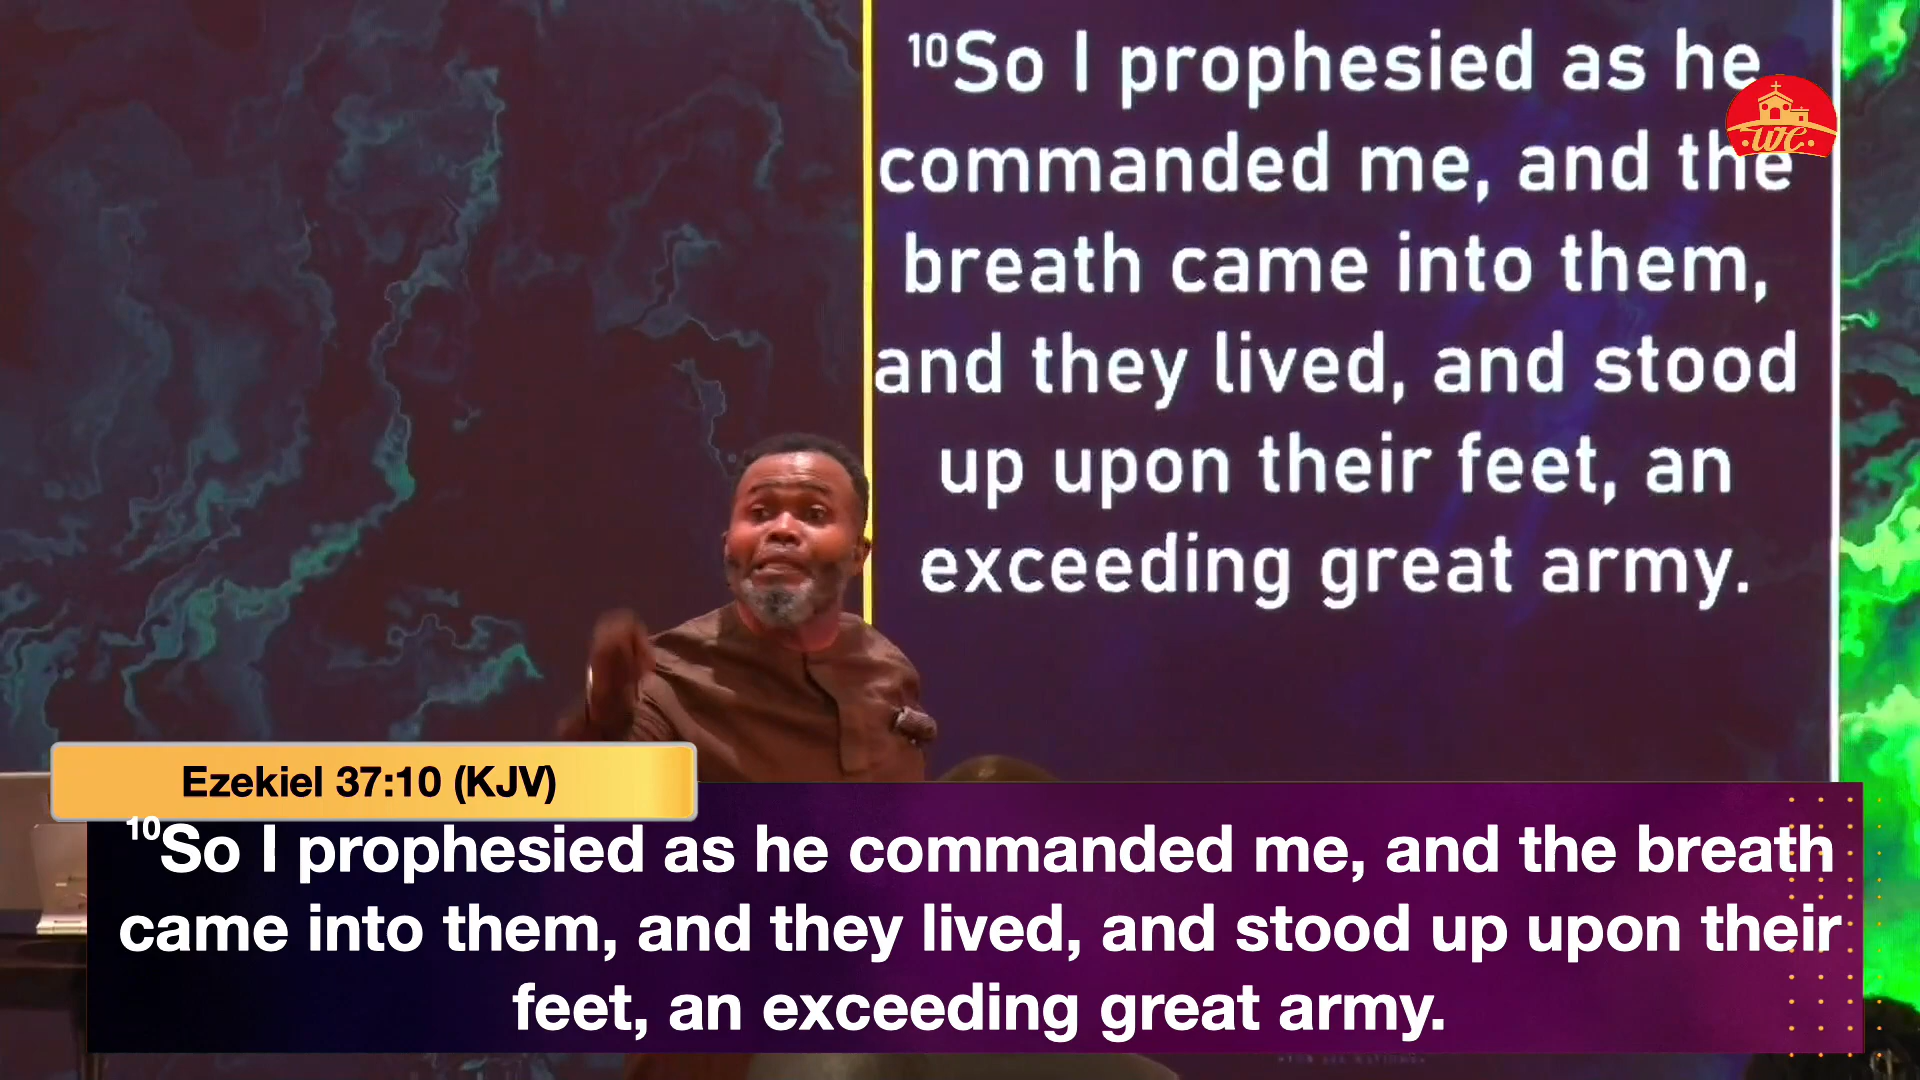 ¹⁰So I prophesied as he
commanded me, and the
breath came into them,
and they lived, and stood
up upon their feet, an
exceeding great army.
WC
Ezekiel 37:10 (KJV)
¹⁰So I prophesied as he commanded me, and the breath
came into them, and they lived, and stood up upon their
feet, an exceeding great army.